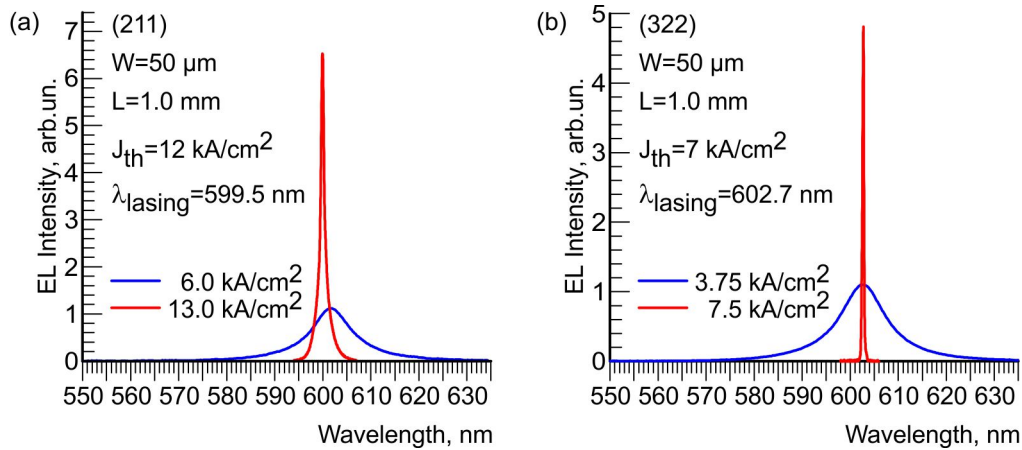 (a)
(211)
W=50 µm
L=1.0 mm
J_th=12 kA/cm²
λ_lasing=599.5 nm
6.0 kA/cm²
13.0 kA/cm²
EL Intensity, arb.un.
7
6
5
4
3
2
1
0
550 560 570 580 590 600 610 620 630
Wavelength, nm
(b)
(322)
W=50 µm
L=1.0 mm
J_th=7 kA/cm²
λ_lasing=602.7 nm
3.75 kA/cm²
7.5 kA/cm²
EL Intensity, arb.un.
5
4
3
2
1
0
550 560 570 580 590 600 610 620 630
Wavelength, nm